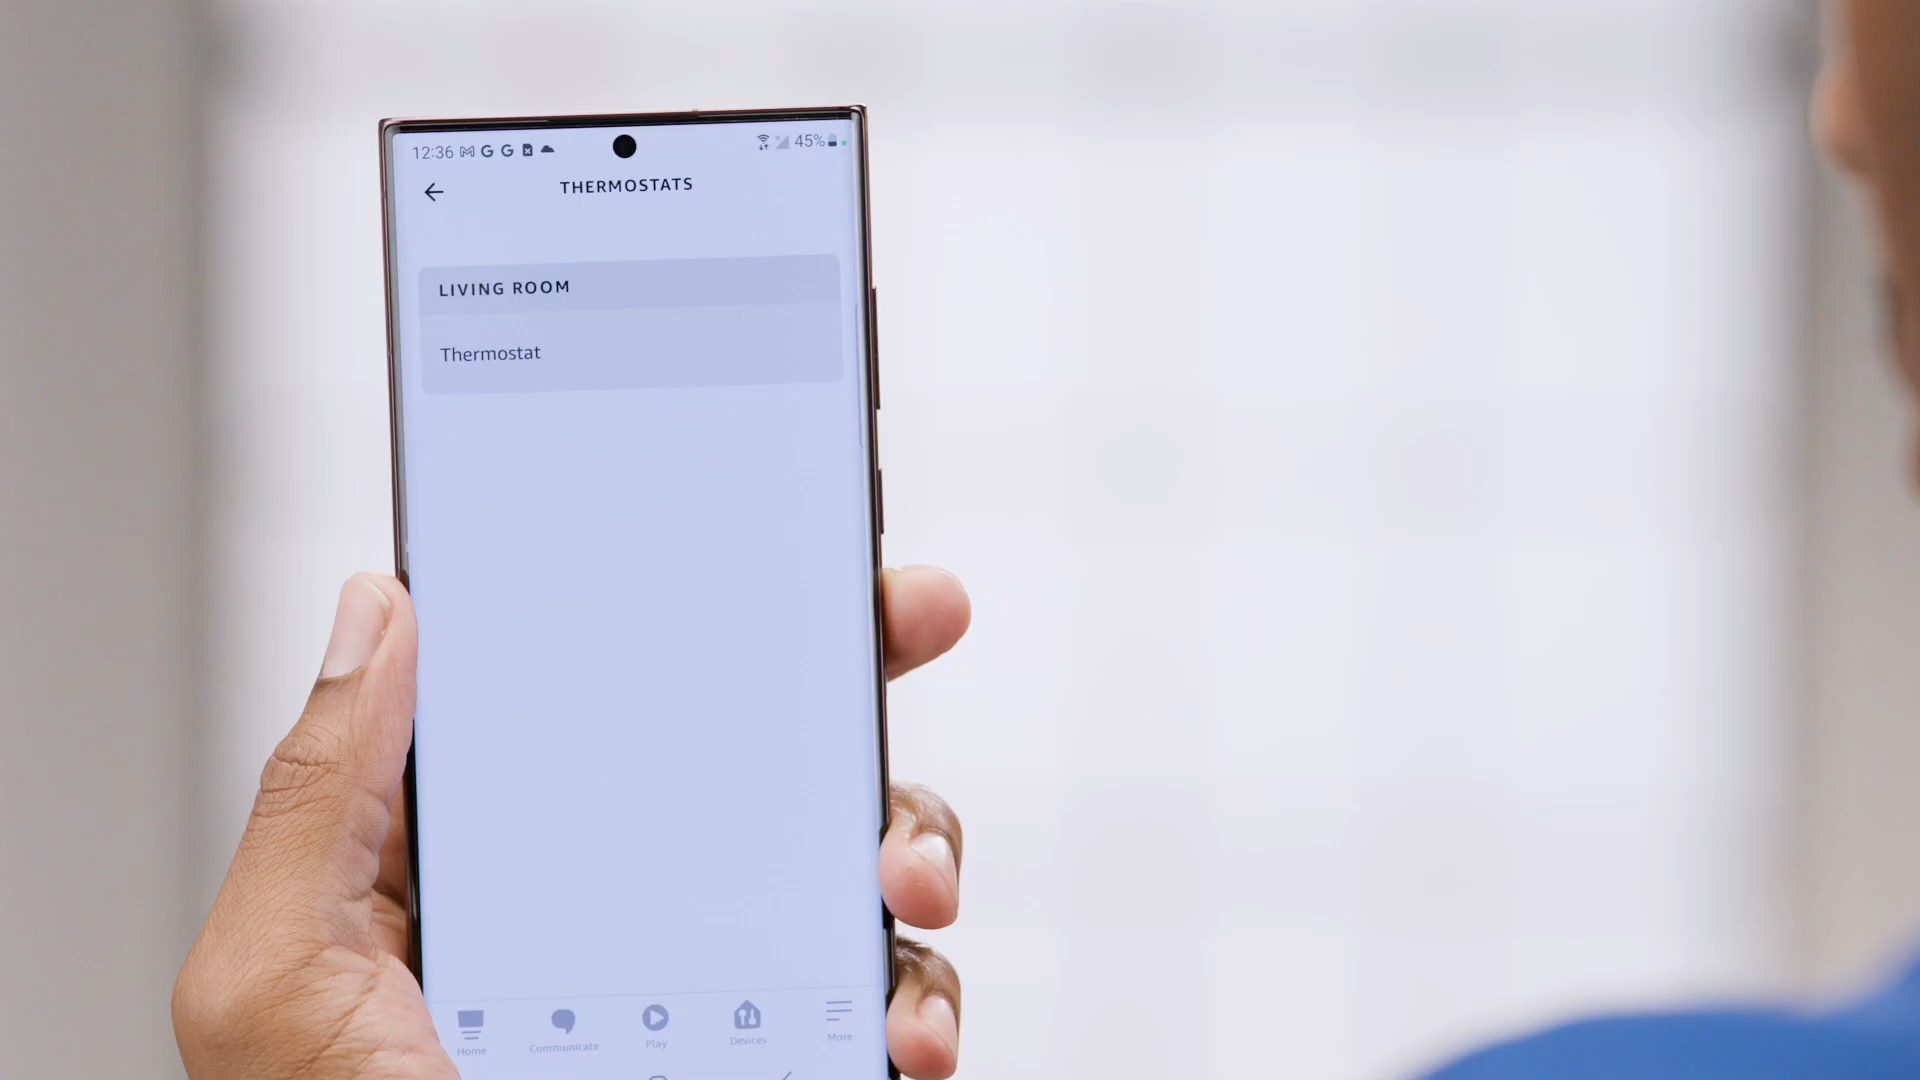 12:36 M G G 45%
THERMOSTATS
LIVING ROOM
Thermostat
Home Communicate Play Devices More